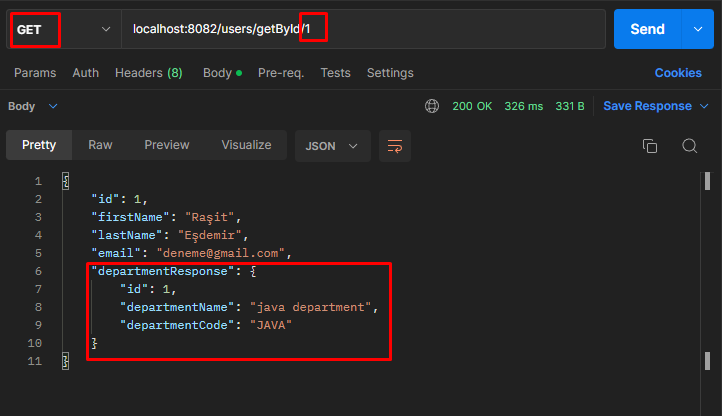 GET localhost:8082/users/getById/1 Send
Params Auth Headers (8) Body Pre-req. Tests Settings Cookies
Body 200 OK 326 ms 331 B Save Response
Pretty Raw Preview Visualize JSON
1 {
2 "id": 1,
3 "firstName": "Raşit",
4 "lastName": "Eşdemir",
5 "email": "deneme@gmail.com",
6 "departmentResponse": {
7 "id": 1,
8 "departmentName": "java department",
9 "departmentCode": "JAVA"
10 }
11 }